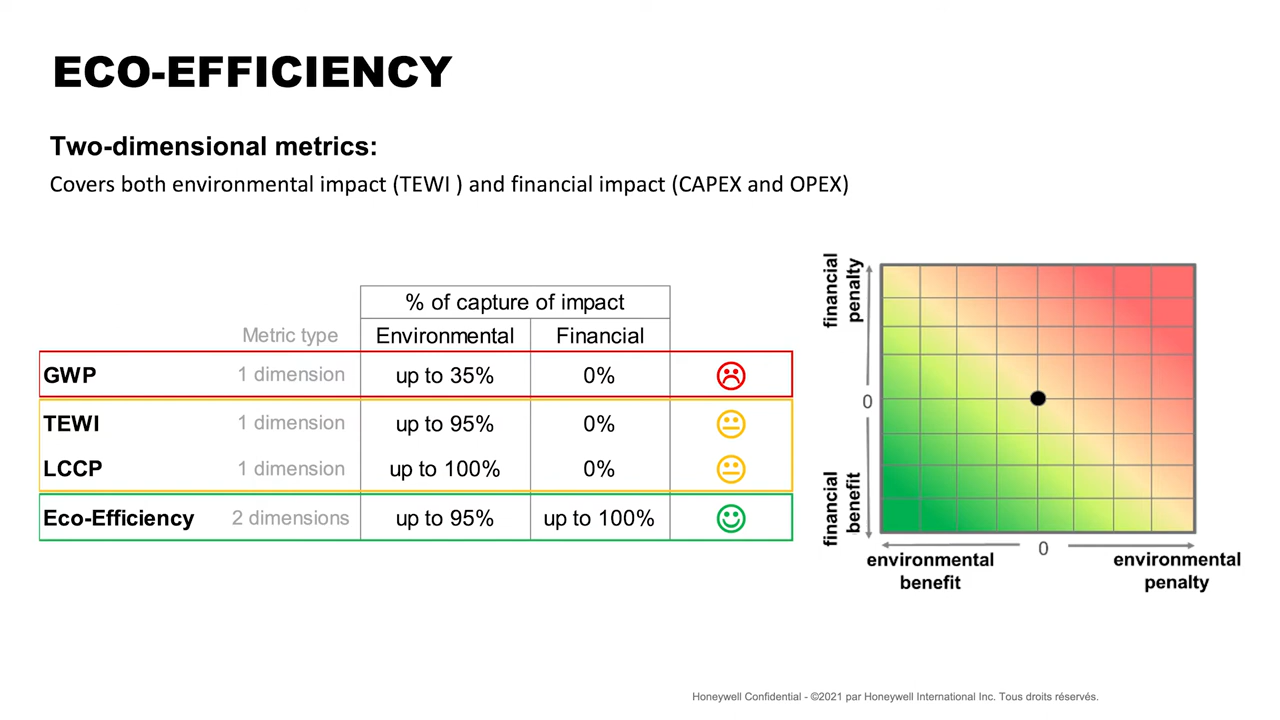 ECO-EFFICIENCY
Two-dimensional metrics:
Covers both environmental impact (TEWI ) and financial impact (CAPEX and OPEX)
% of capture of impact
Metric type Environmental Financial
GWP 1 dimension up to 35% 0%
TEWI 1 dimension up to 95% 0%
LCCP 1 dimension up to 100% 0%
Eco-Efficiency 2 dimensions up to 95% up to 100%
financial
penalty
0
financial
benefit
environmental
benefit
0
environmental
penalty
Honeywell Confidential - ©2021 par Honeywell International Inc. Tous droits réservés.